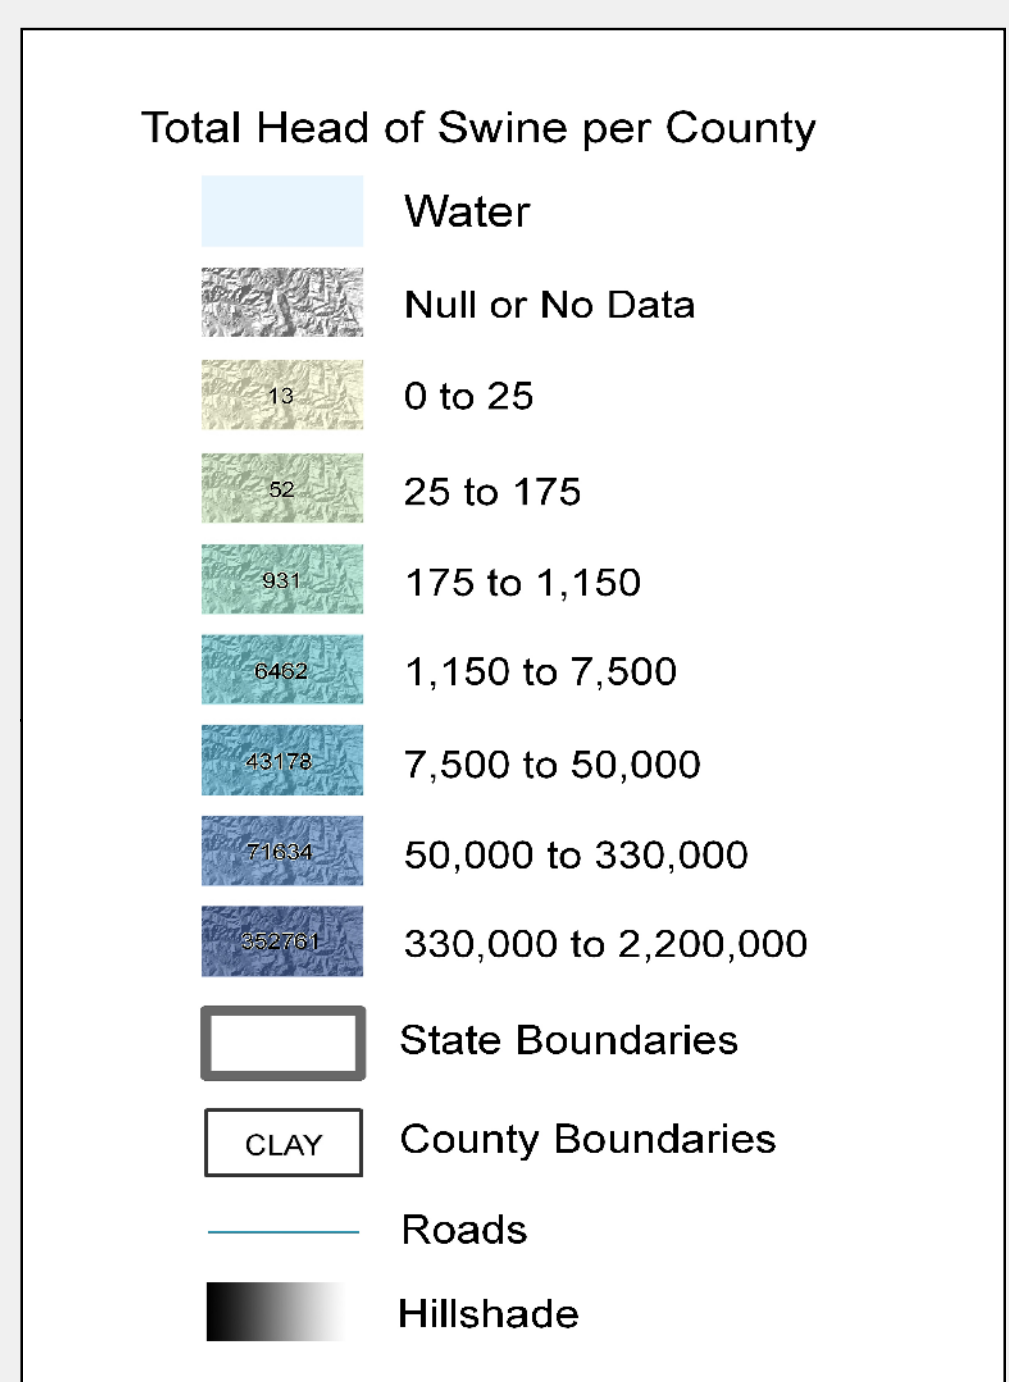 Total Head of Swine per County
Water
Null or No Data
13 0 to 25
52 25 to 175
931 175 to 1,150
6462 1,150 to 7,500
43178 7,500 to 50,000
71634 50,000 to 330,000
352761 330,000 to 2,200,000
State Boundaries
CLAY County Boundaries
Roads
Hillshade